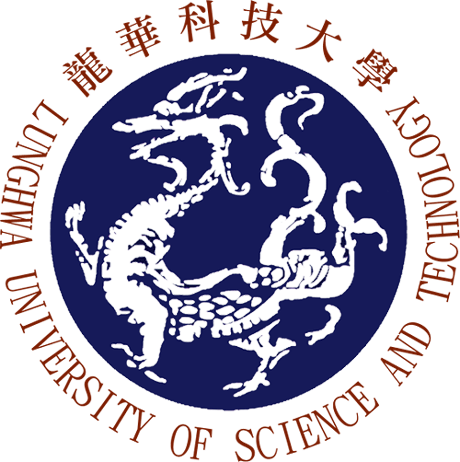 龍華科技大學
LUNGHWA UNIVERSITY OF SCIENCE AND TECHNOLOGY